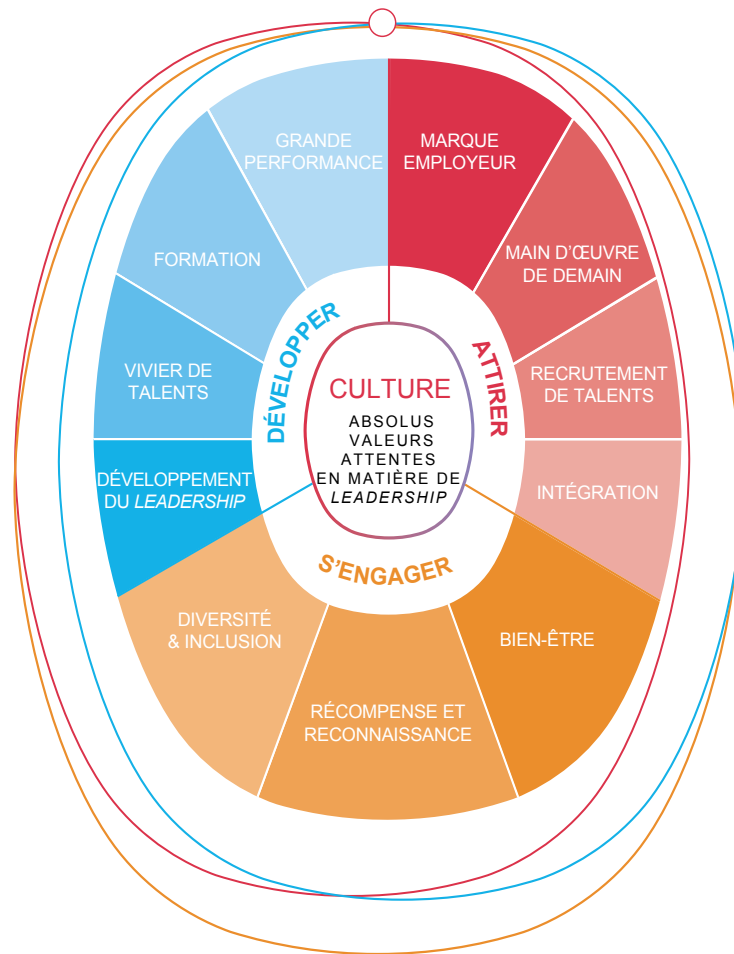 GRANDE
PERFORMANCE
MARQUE
EMPLOYEUR
FORMATION
MAIN D'ŒUVRE
DE DEMAIN
VIVIER DE
TALENTS
RECRUTEMENT
DE TALENTS
DÉVELOPPEMENT
DU LEADERSHIP
INTÉGRATION
DIVERSITÉ
& INCLUSION
BIEN-ÊTRE
RÉCOMPENSE ET
RECONNAISSANCE
DÉVELOPPER
ATTIRER
S'ENGAGER
CULTURE
ABSOLUS
VALEURS
ATTENTES
EN MATIÈRE DE
LEADERSHIP